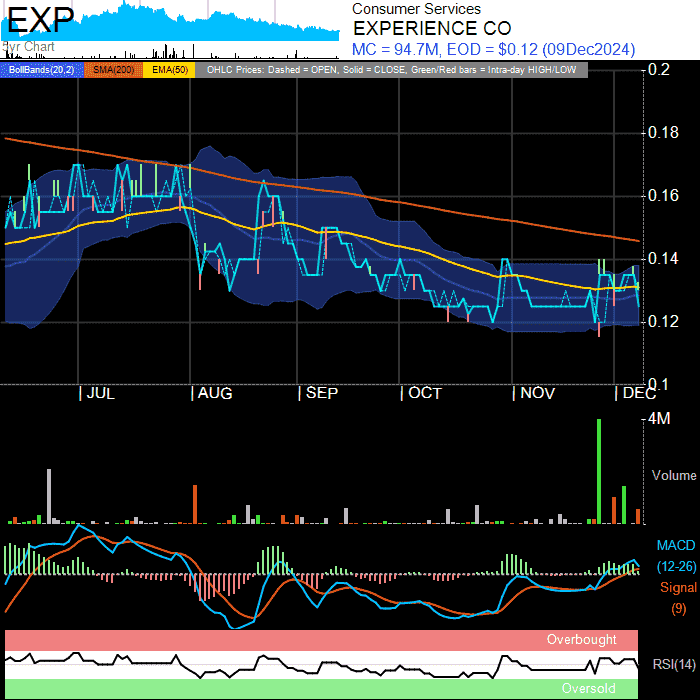 EXP
5yr Chart
Consumer Services
EXPERIENCE CO
MC = 94.7M, EOD = $0.12 (09Dec2024)
BollBands(20,2) SMA(200) EMA(50) OHLC Prices: Dashed = OPEN, Solid = CLOSE, Green/Red bars = Intra-day HIGH/LOW
0.2
0.18
0.16
0.14
0.12
0.1
| JUL | AUG | SEP | OCT | NOV | DEC
4M
Volume
MACD
(12-26)
Signal
(9)
Overbought
RSI(14)
Oversold